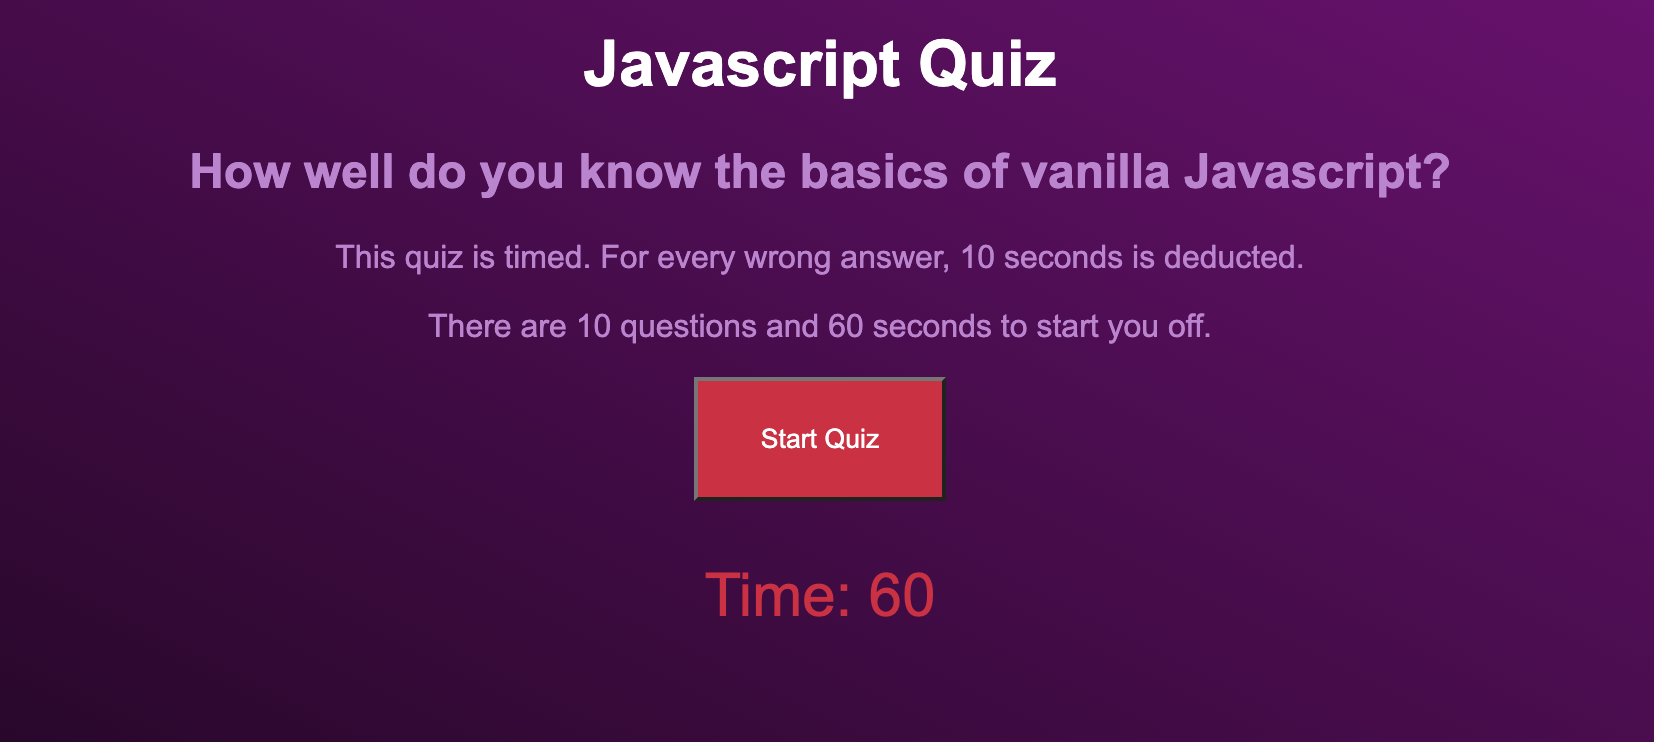 Javascript Quiz
How well do you know the basics of vanilla Javascript?
This quiz is timed. For every wrong answer, 10 seconds is deducted.
There are 10 questions and 60 seconds to start you off.
Start Quiz
Time: 60